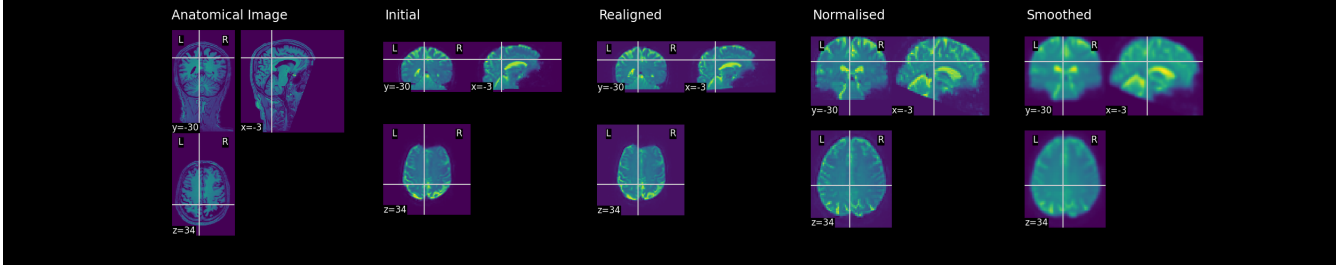 Anatomical Image
L R
y=-30 x=-3
L R
z=34
Initial
L R
y=-30 x=-3
L R
z=34
Realigned
L R
y=-30 x=-3
L R
z=34
Normalised
L R
y=-30 x=-3
L R
z=34
Smoothed
L R
y=-30 x=-3
L R
z=34